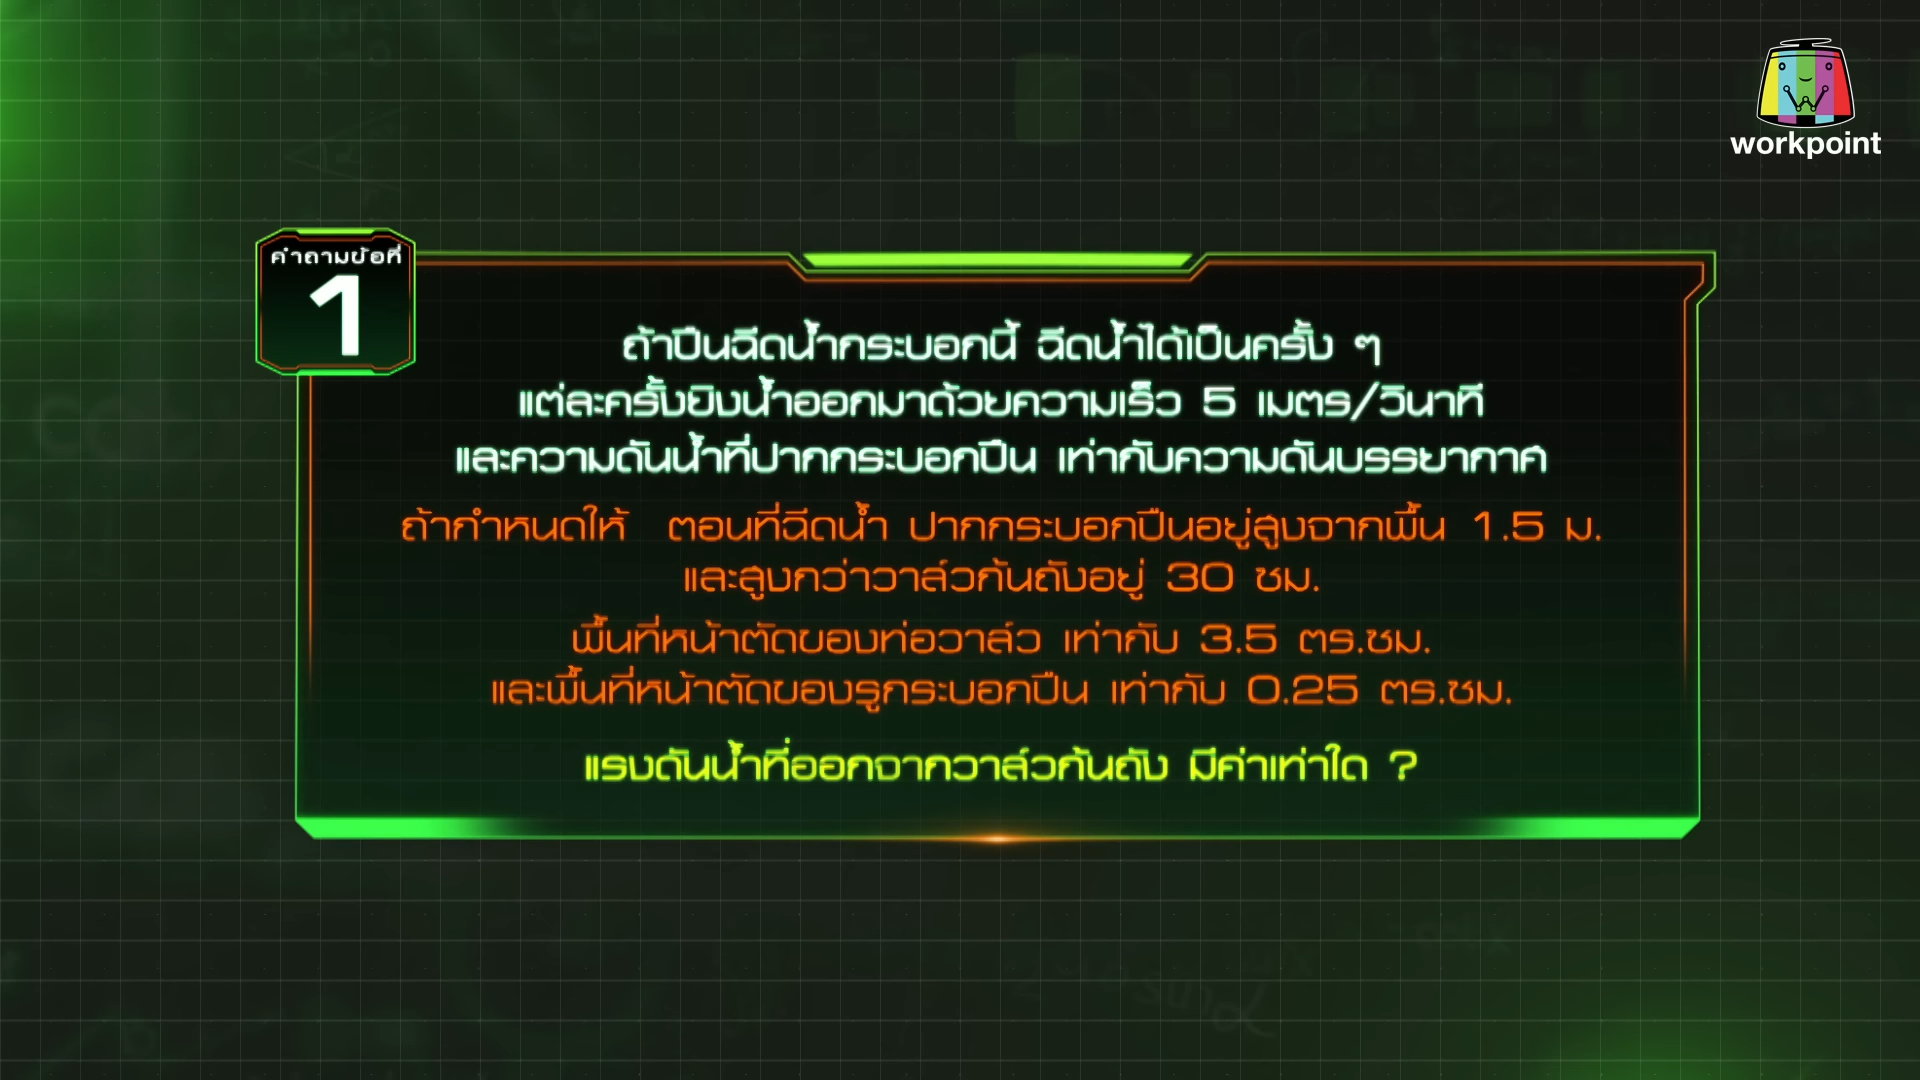 workpoint
คำถามข้อที่
1
ถ้าปืนฉีดน้ำกระบอกนี้ ฉีดน้ำได้เป็นครั้ง ๆ
แต่ละครั้งยิงน้ำออกมาด้วยความเร็ว 5 เมตร/วินาที
และความดันน้ำที่ปากกระบอกปืน เท่ากับความดันบรรยากาศ
ถ้ากำหนดให้ ตอนที่ฉีดน้ำ ปากกระบอกปืนอยู่สูงจากพื้น 1.5 ม.
และสูงกว่าวาล์วก้นถังอยู่ 30 ซม.
พื้นที่หน้าตัดของท่อวาล์ว เท่ากับ 3.5 ตร.ซม.
และพื้นที่หน้าตัดของรูกระบอกปืน เท่ากับ 0.25 ตร.ซม.
แรงดันน้ำที่ออกจากวาล์วก้นถัง มีค่าเท่าใด ?